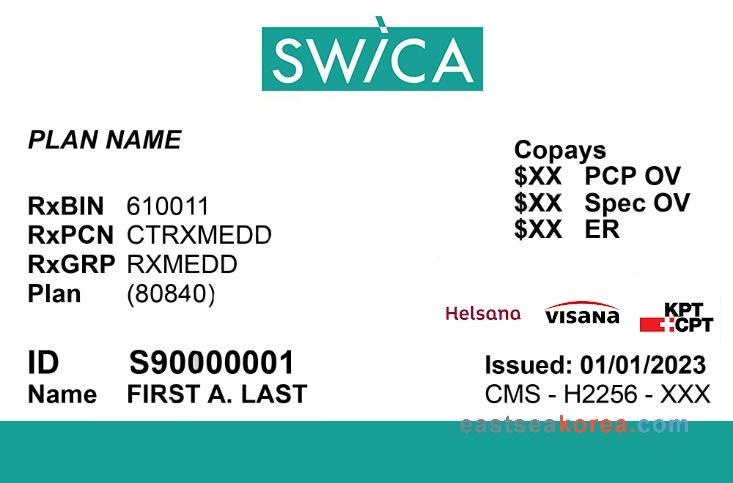 SWiCA
PLAN NAME
Copays
$XX PCP OV
$XX Spec OV
$XX ER
RxBIN 610011
RxPCN CTRXMEDD
RxGRP RXMEDD
Plan (80840)
Helsana visana KPT CPT
ID S90000001
Name FIRST A. LAST
Issued: 01/01/2023
CMS - H2256 - XXX
eastseakorea.com